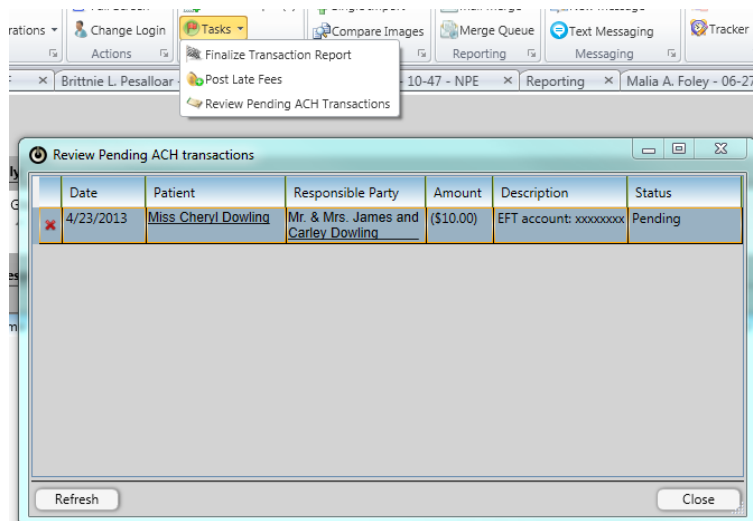 rations
Change Login
Tasks
Compare Images
Merge Queue
Text Messaging
Tracker
Actions
Reporting
Messaging
Finalize Transaction Report
Post Late Fees
Review Pending ACH Transactions
Brittnie L. Pesalloar -
- 10-47 - NPE
Reporting
Malia A. Foley - 06-27
Review Pending ACH transactions
Date Patient Responsible Party Amount Description Status
4/23/2013 Miss Cheryl Dowling Mr. & Mrs. James and ($10.00) EFT account: xxxxxxxx Pending
Carley Dowling
Refresh Close